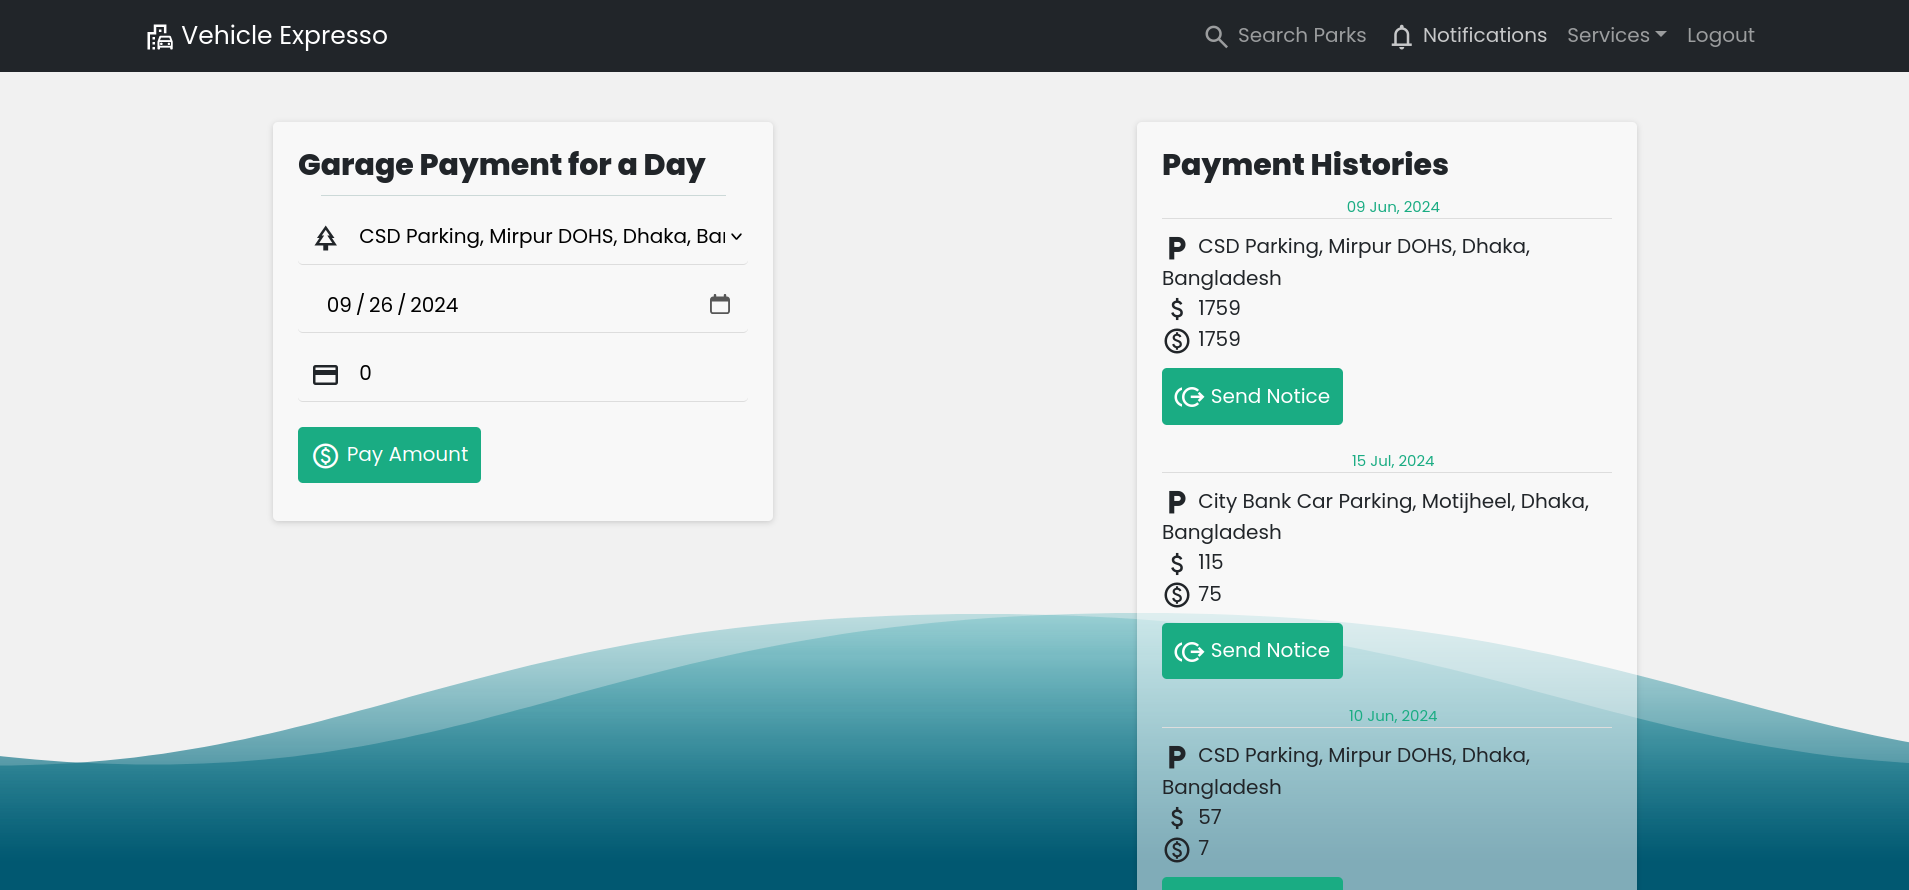 Vehicle Expresso
Search Parks
Notifications
Services
Logout
Garage Payment for a Day
CSD Parking, Mirpur DOHS, Dhaka, Bar
09 / 26 / 2024
0
Pay Amount
Payment Histories
09 Jun, 2024
P CSD Parking, Mirpur DOHS, Dhaka,
Bangladesh
$ 1759
$ 1759
Send Notice
15 Jul, 2024
P City Bank Car Parking, Motijheel, Dhaka,
Bangladesh
$ 115
$ 75
Send Notice
10 Jun, 2024
P CSD Parking, Mirpur DOHS, Dhaka,
Bangladesh
$ 57
$ 7